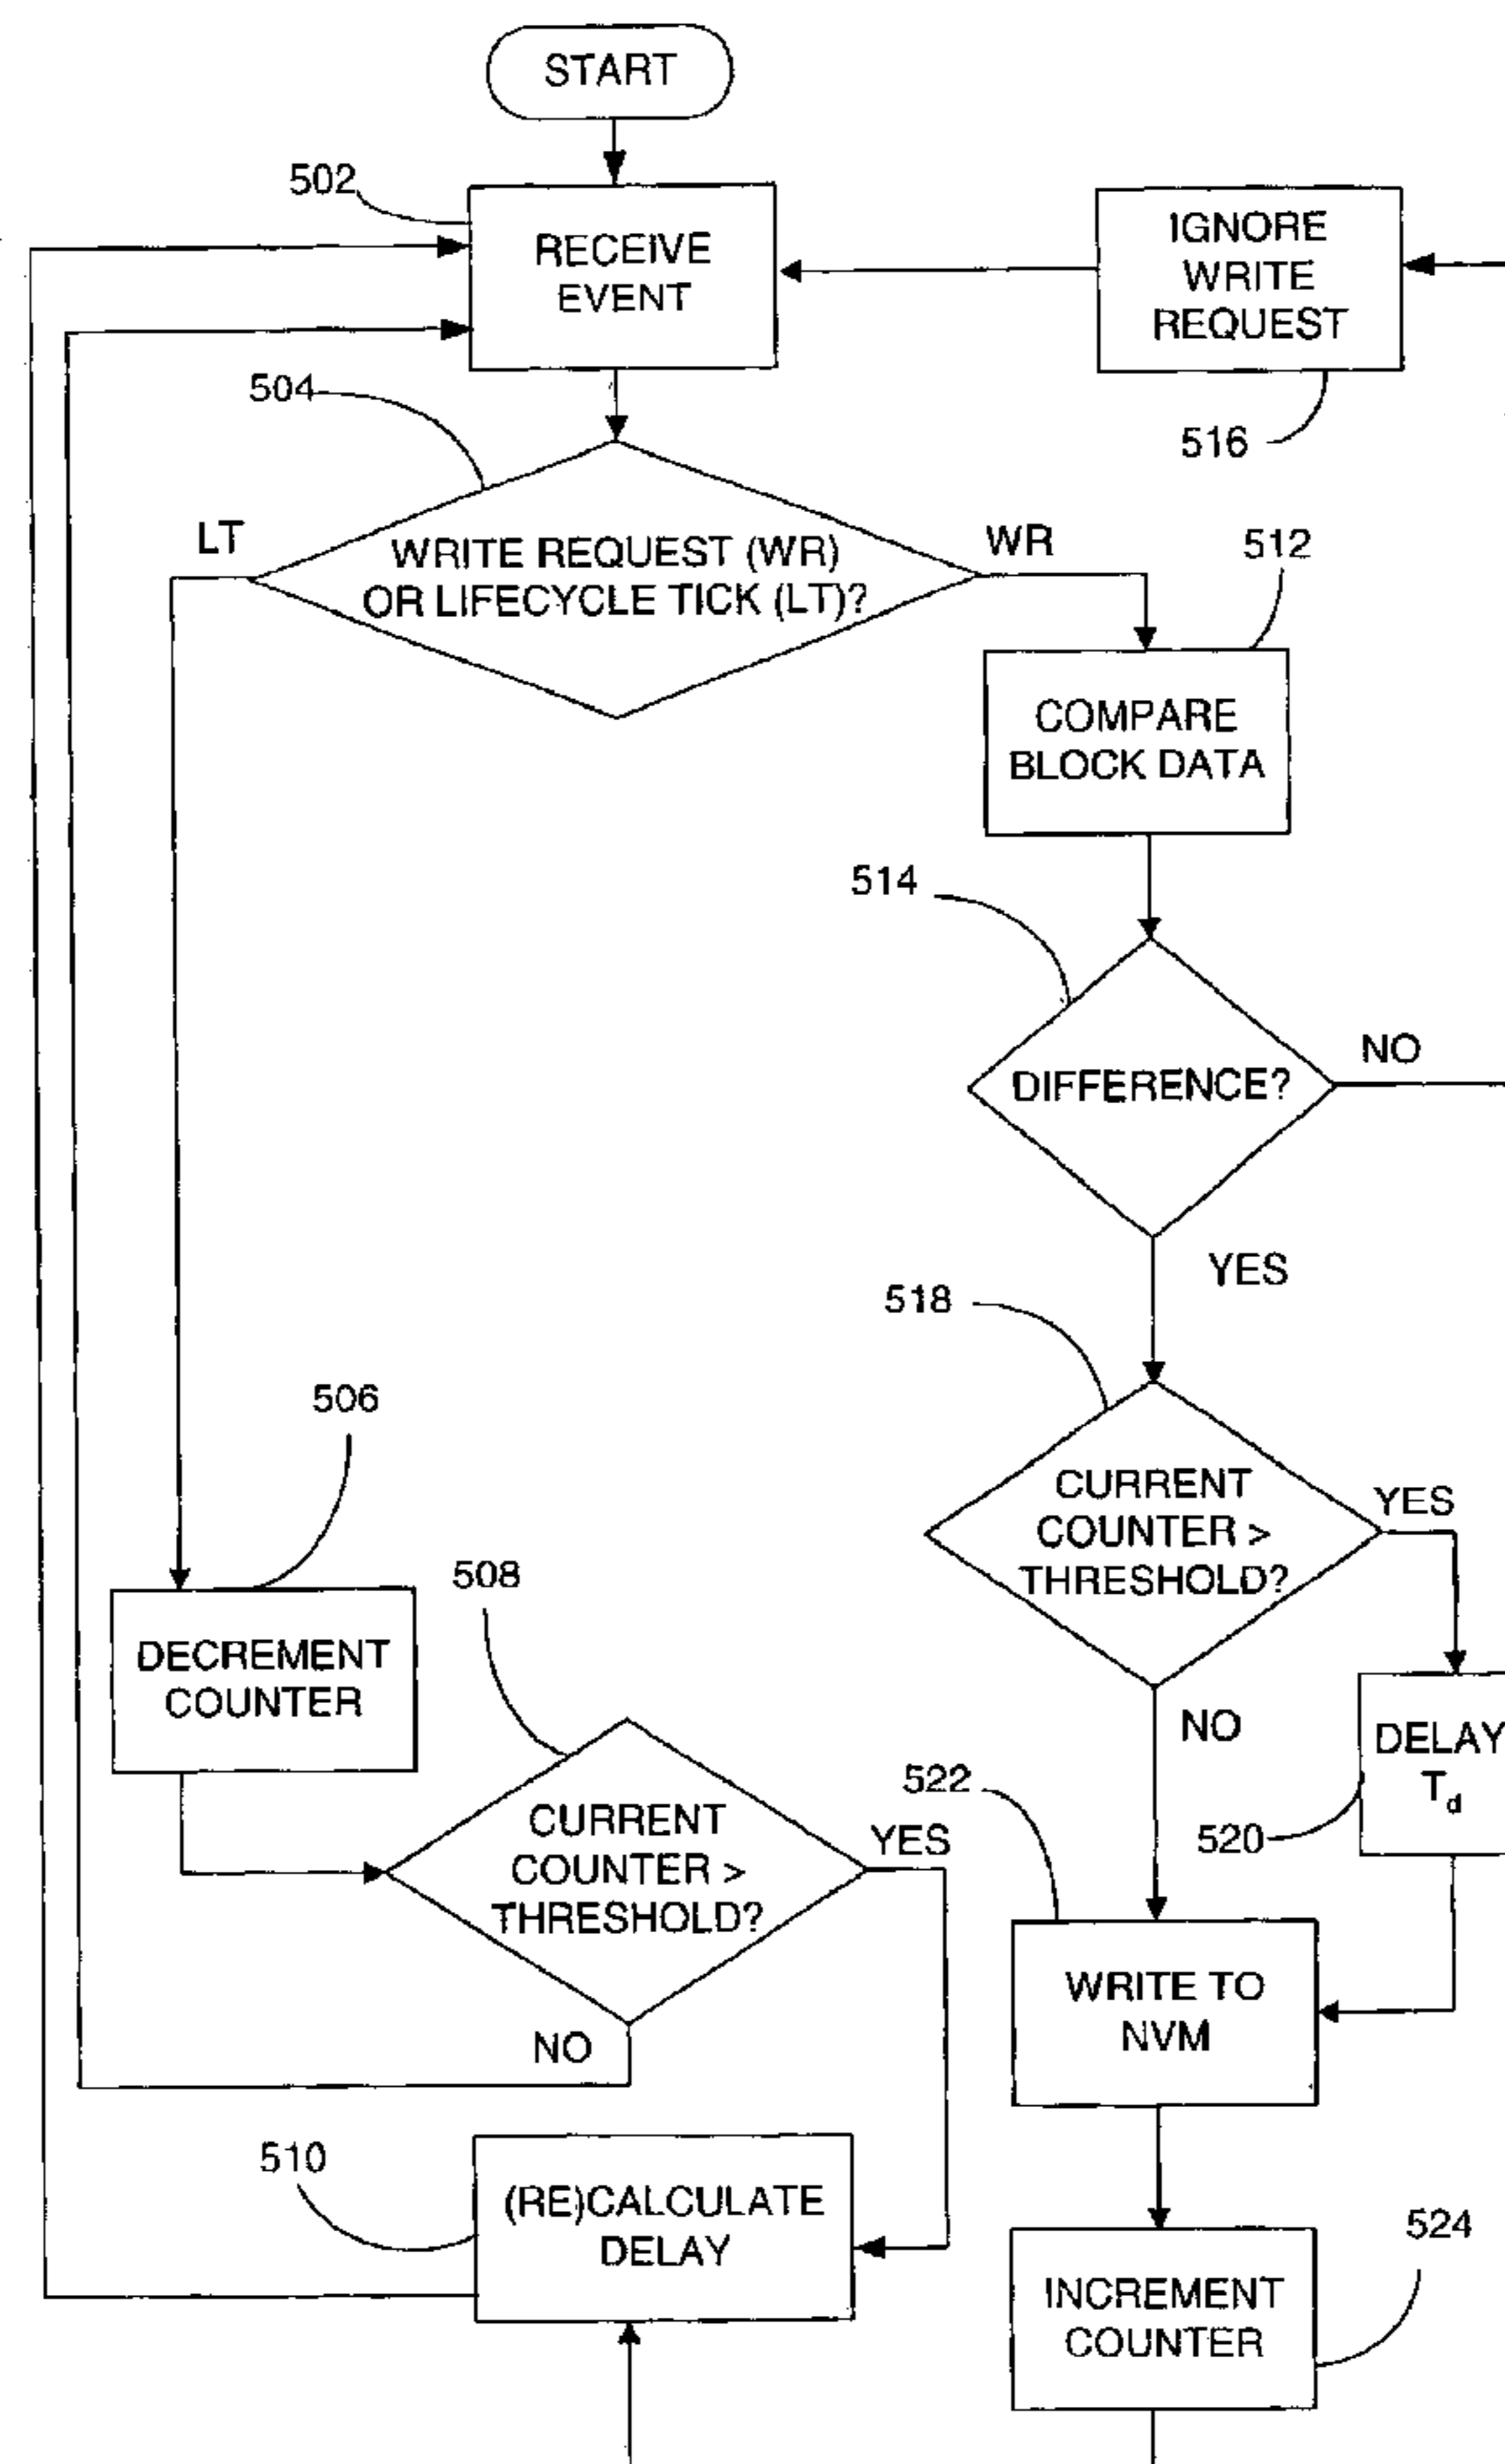 START
502
RECEIVE
EVENT
IGNORE
WRITE
REQUEST
516
504
LT
WRITE REQUEST (WR)
OR LIFECYCLE TICK (LT)?
WR
512
COMPARE
BLOCK DATA
514
DIFFERENCE?
NO
YES
518
CURRENT
COUNTER >
THRESHOLD?
YES
NO
506
DECREMENT
COUNTER
508
CURRENT
COUNTER >
THRESHOLD?
YES
NO
DELAY
Td
520
522
WRITE TO
NVM
510
(RE)CALCULATE
DELAY
524
INCREMENT
COUNTER